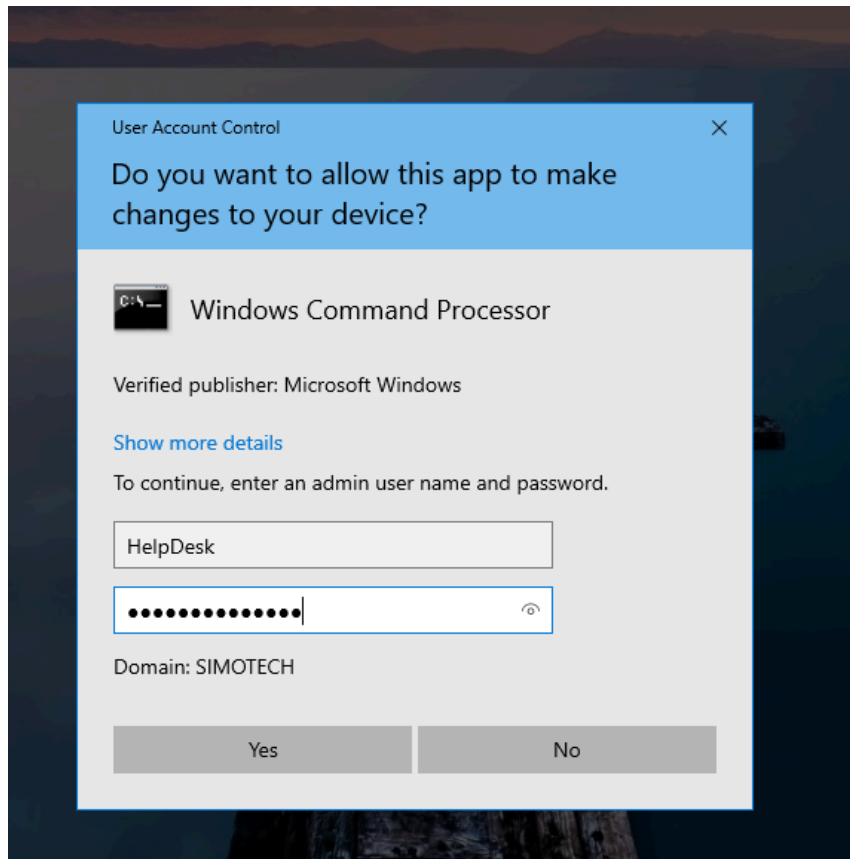 User Account Control
Do you want to allow this app to make
changes to your device?
C:\_
Windows Command Processor
Verified publisher: Microsoft Windows
Show more details
To continue, enter an admin user name and password.
HelpDesk
●●●●●●●●●●●●●●
Domain: SIMOTECH
Yes
No